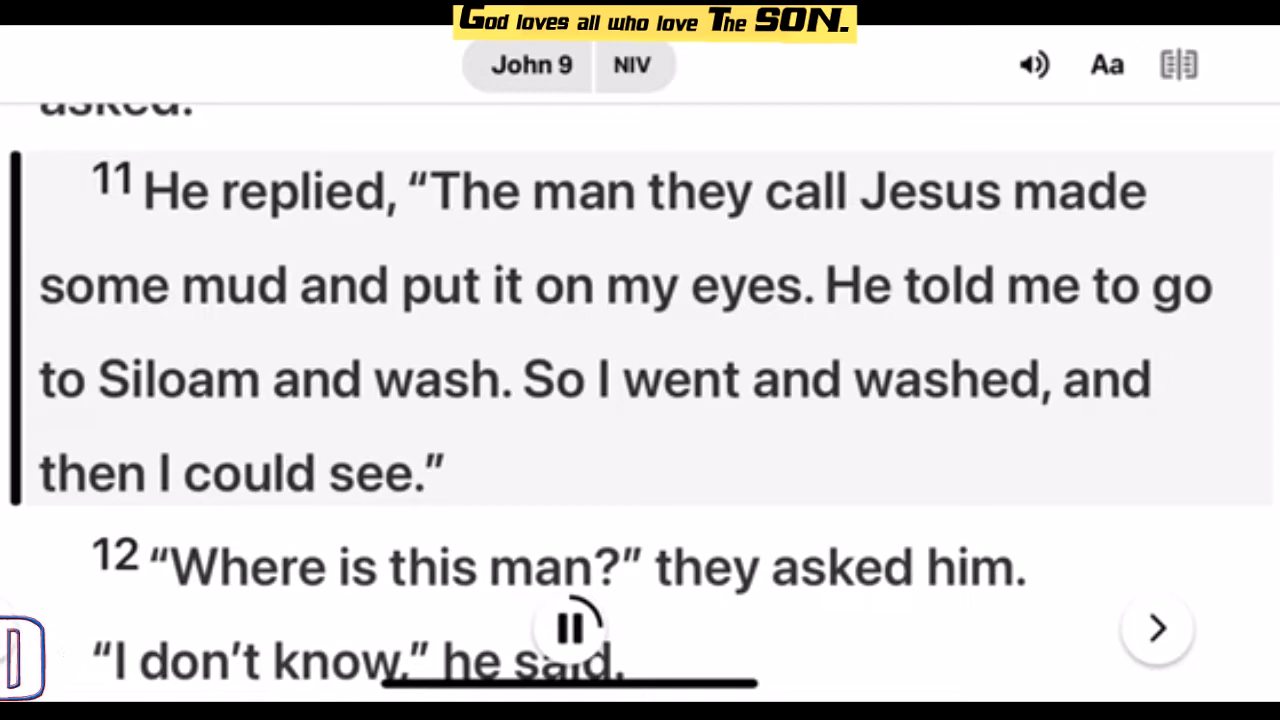 God loves all who love The SON.
John 9 NIV
Aa
asked.
11 He replied, “The man they call Jesus made
some mud and put it on my eyes. He told me to go
to Siloam and wash. So I went and washed, and
then I could see.”
12 “Where is this man?” they asked him.
“I don’t know,” he said.
D